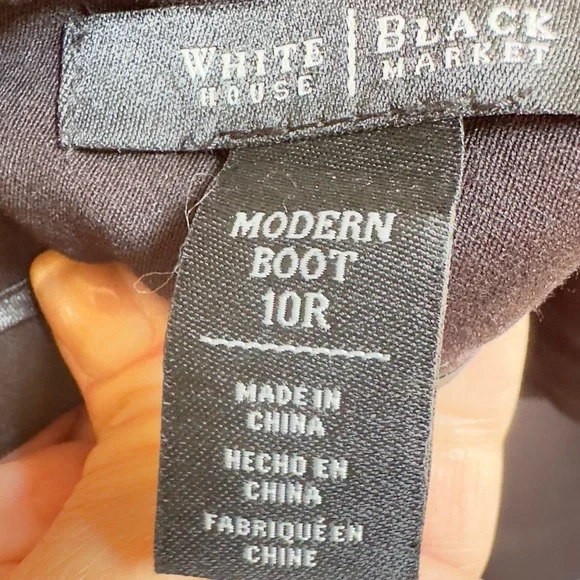 WHITE HOUSE | BLACK MARKET
MODERN
BOOT
10R
MADE IN
CHINA
HECHO EN
CHINA
FABRIQUÉ EN
CHINE